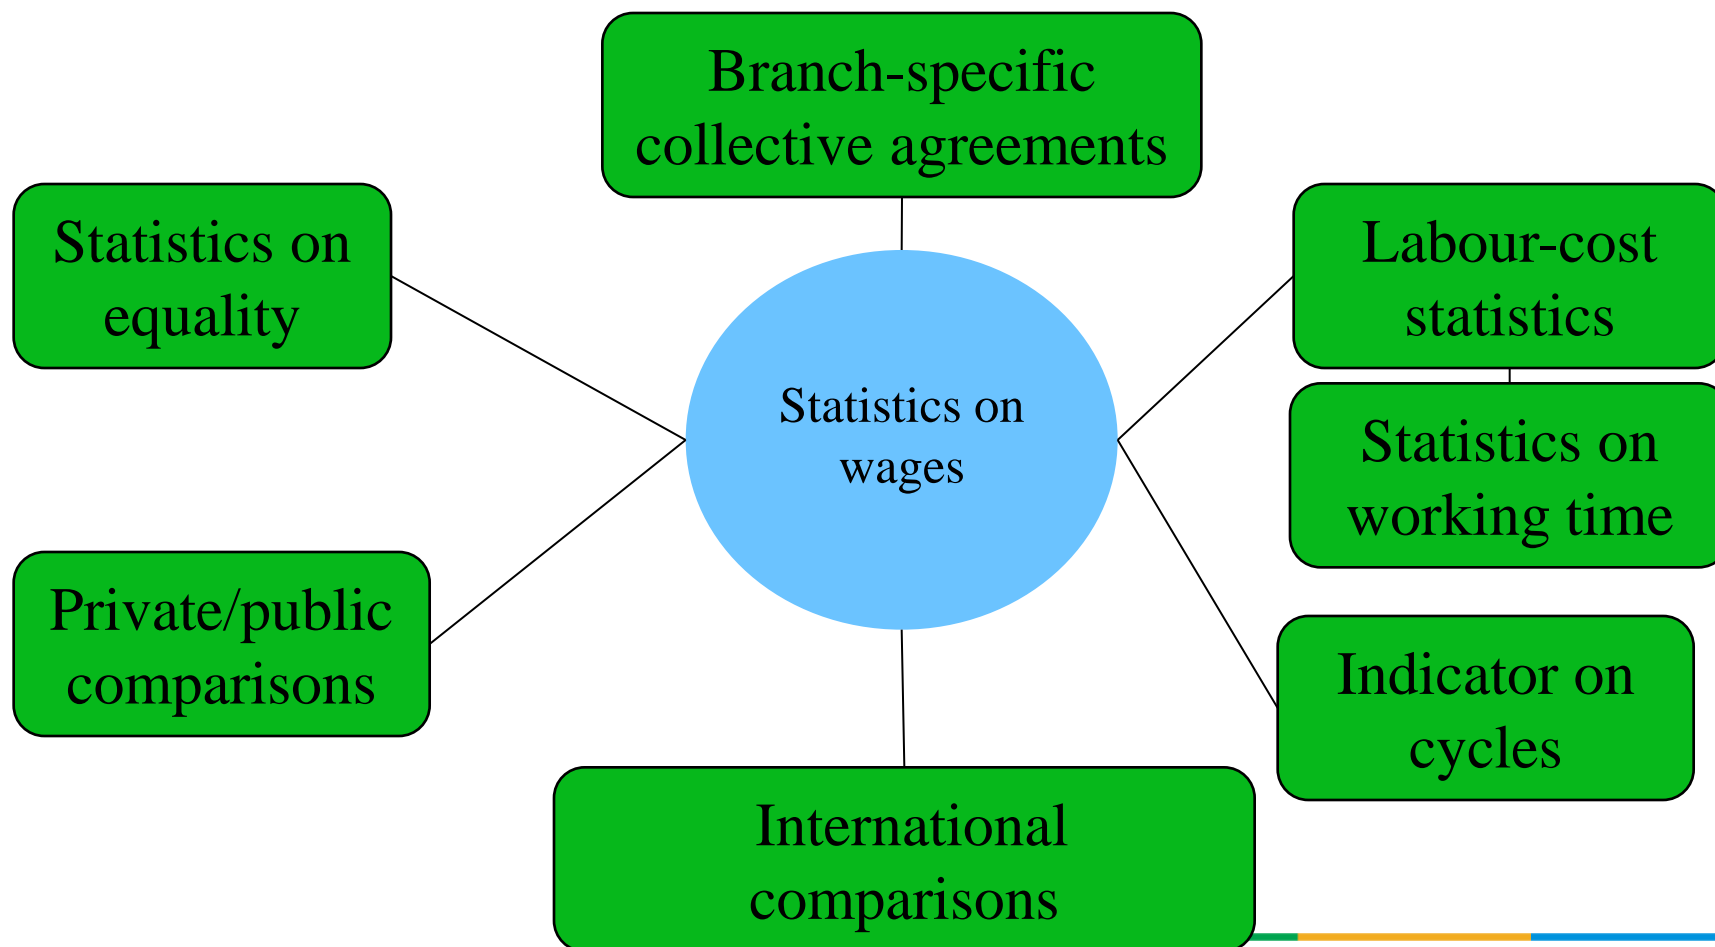 Branch-specific
collective agreements
Statistics on
equality
Labour-cost
statistics
Statistics on
wages
Statistics on
working time
Private/public
comparisons
Indicator on
cycles
International
comparisons